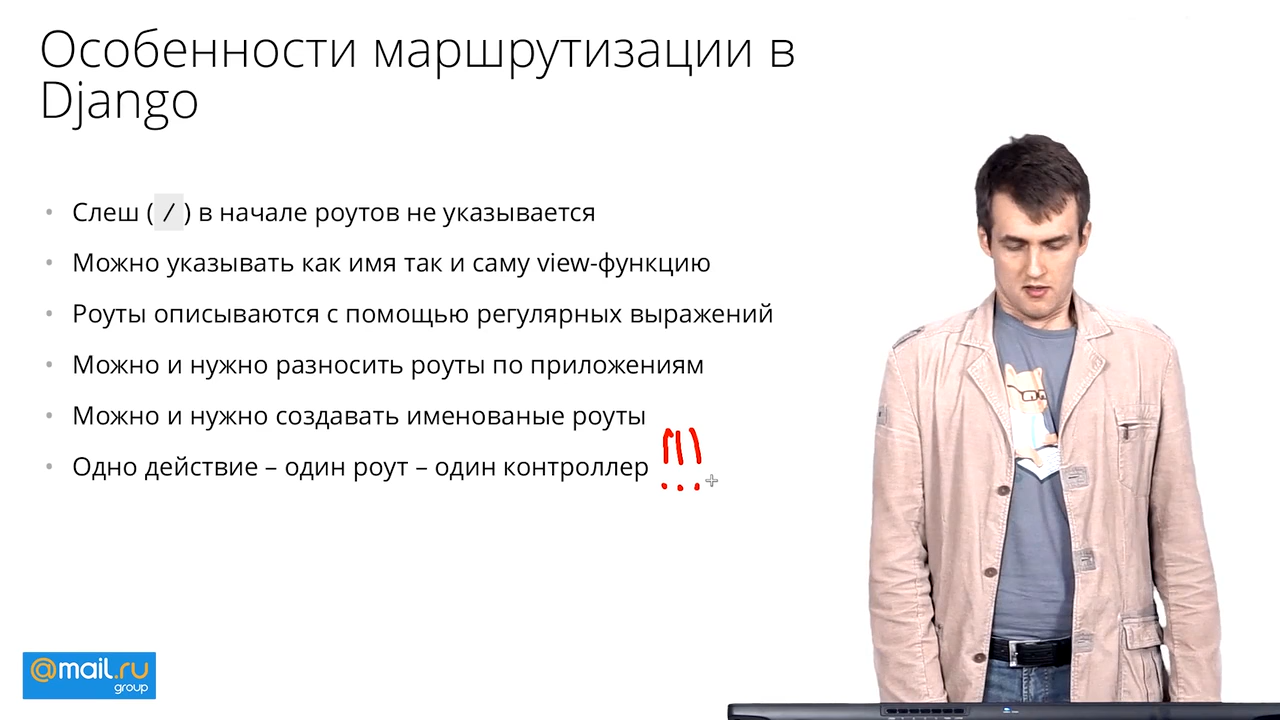 Особенности маршрутизации в
Django
• Слеш ( / ) в начале роутов не указывается
• Можно указывать как имя так и саму view-функцию
• Роуты описываются с помощью регулярных выражений
• Можно и нужно разносить роуты по приложениям
• Можно и нужно создавать именованые роуты
• Одно действие – один роут – один контроллер !!!
@mail.ru
group